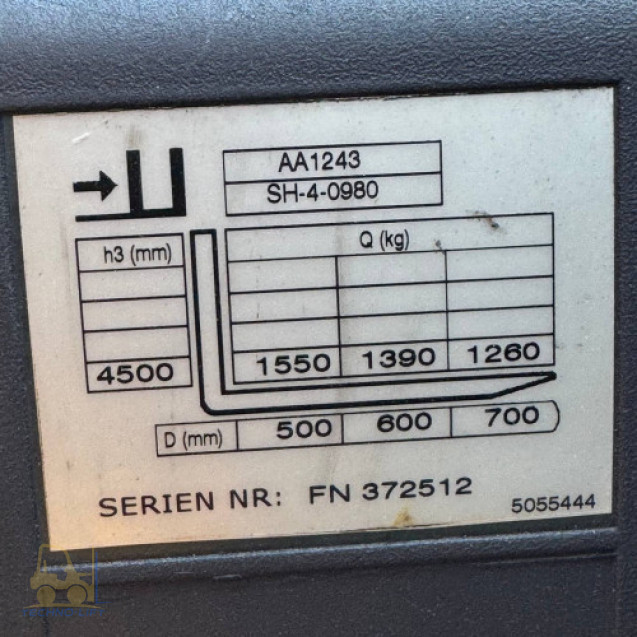 AA1243
SH-4-0980
h3 (mm)
Q (kg)
4500 1550 1390 1260
D (mm) 500 600 700
SERIEN NR: FN 372512
5055444